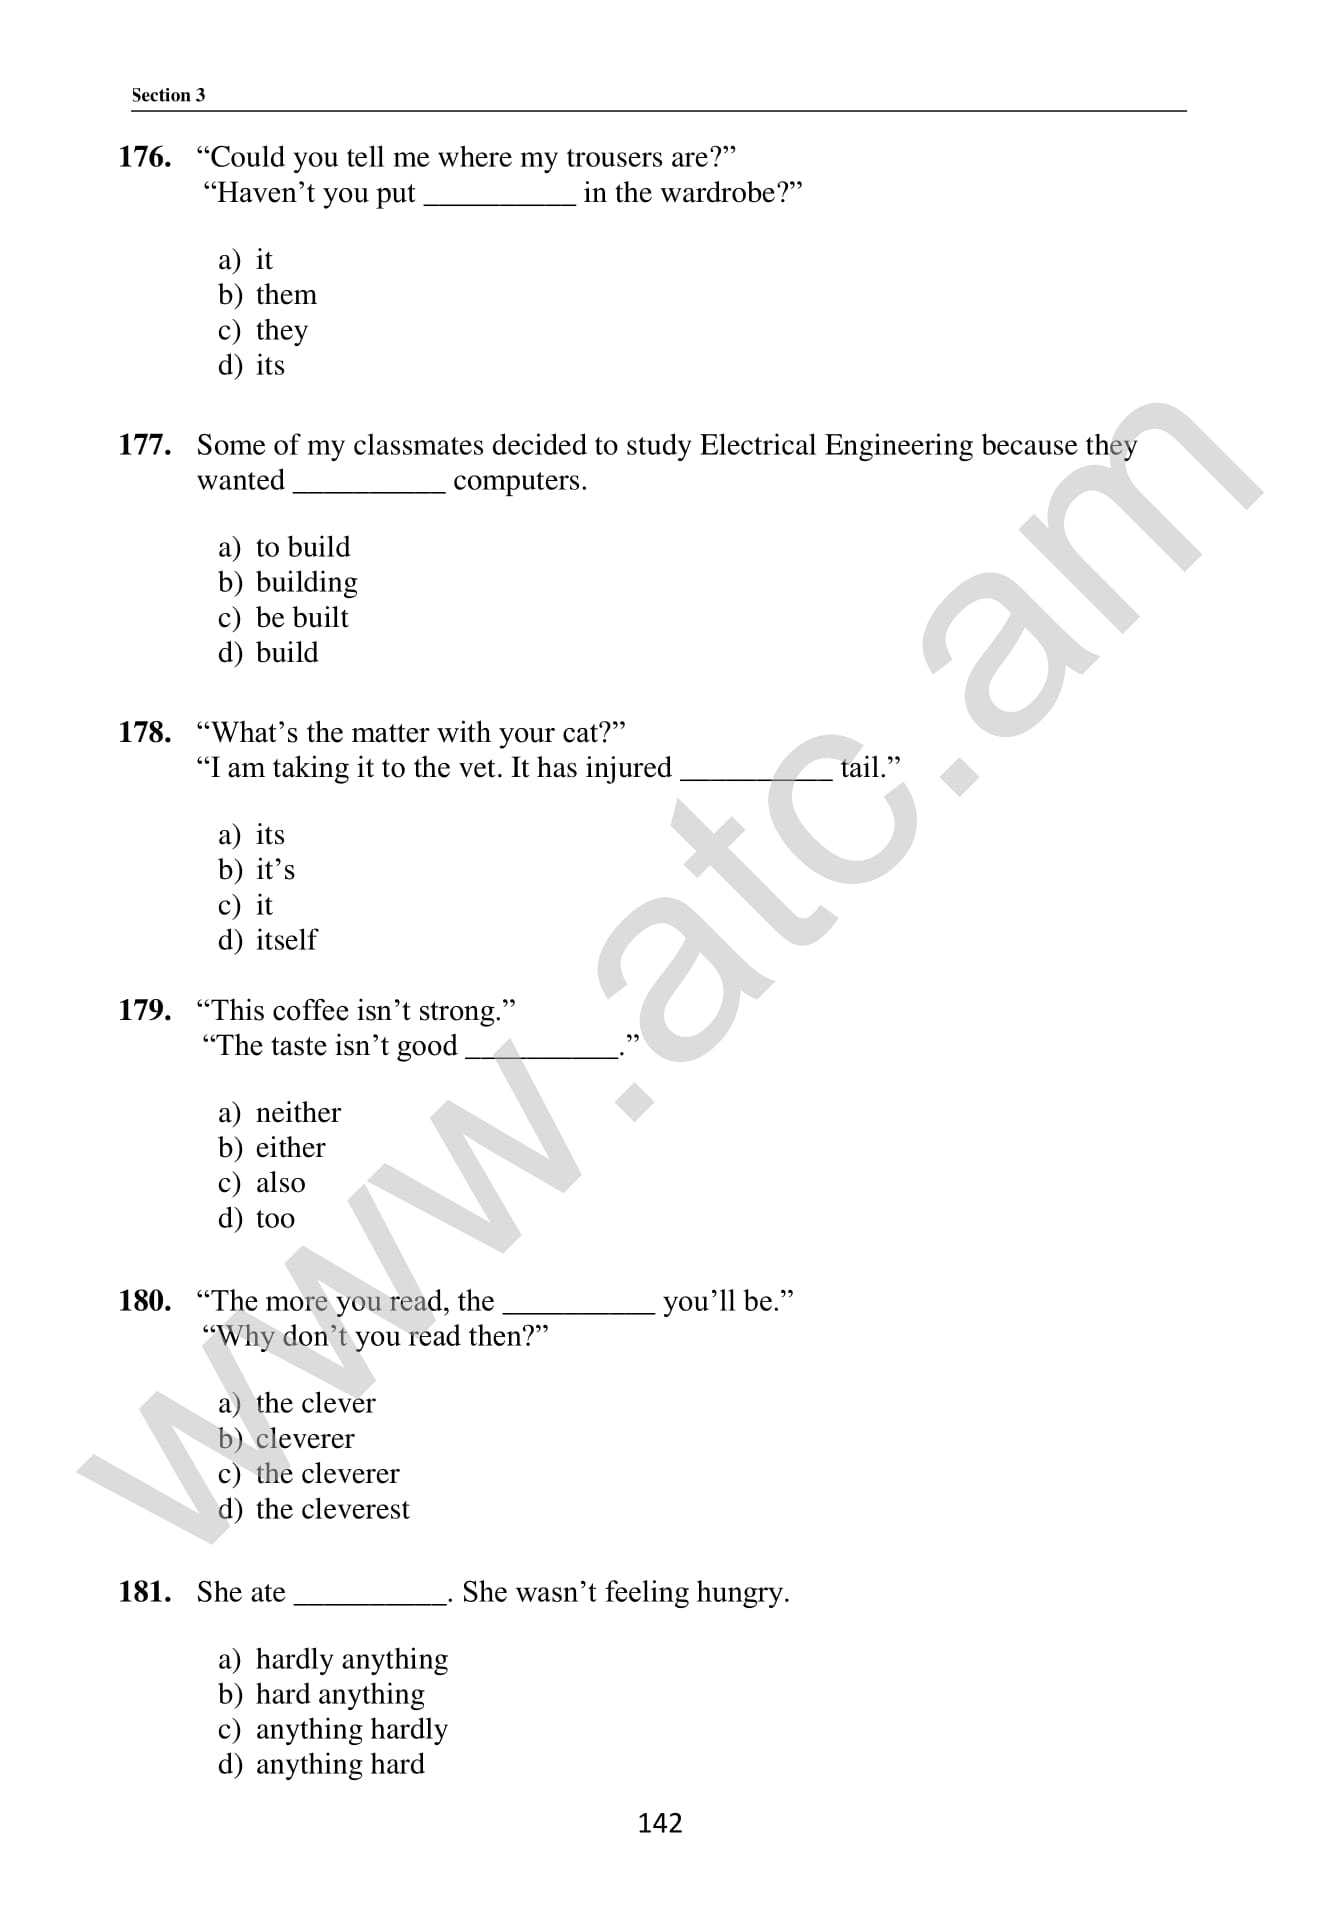 Section 3
176. “Could you tell me where my trousers are?”
“Haven’t you put __________ in the wardrobe?”
a) it
b) them
c) they
d) its
177. Some of my classmates decided to study Electrical Engineering because they
wanted __________ computers.
a) to build
b) building
c) be built
d) build
178. “What’s the matter with your cat?”
“I am taking it to the vet. It has injured __________ tail.”
a) its
b) it’s
c) it
d) itself
179. “This coffee isn’t strong.”
“The taste isn’t good __________.”
a) neither
b) either
c) also
d) too
180. “The more you read, the __________ you’ll be.”
“Why don’t you read then?”
a) the clever
b) cleverer
c) the cleverer
d) the cleverest
181. She ate __________. She wasn’t feeling hungry.
a) hardly anything
b) hard anything
c) anything hardly
d) anything hard
142
www.atc.am